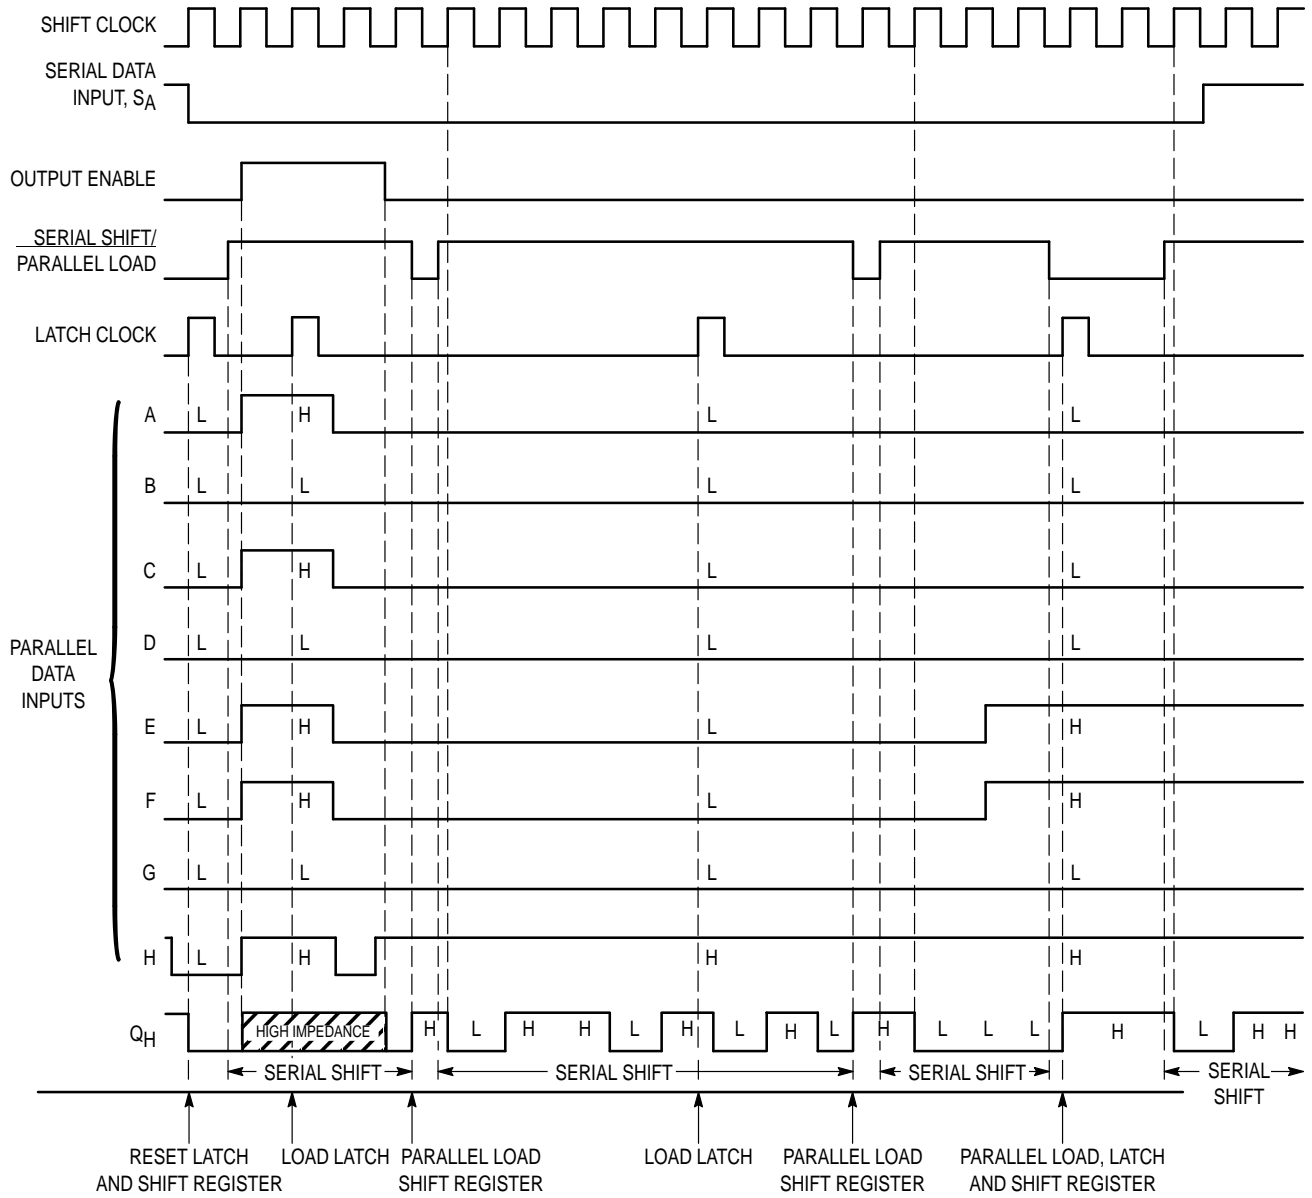 SHIFT CLOCK
SERIAL DATA
INPUT, SA
OUTPUT ENABLE
SERIAL SHIFT/
PARALLEL LOAD
LATCH CLOCK
A L H L L
B L L L L
C L H L L
D L L L L
PARALLEL
DATA
INPUTS
E L H L H
F L H L H
G L L L L
H L H H H
QH HIGH IMPEDANCE H L H H L H L H L H L L L H L H H
SERIAL SHIFT SERIAL SHIFT SERIAL SHIFT SERIAL
SHIFT
RESET LATCH
AND SHIFT REGISTER
LOAD LATCH
PARALLEL LOAD
SHIFT REGISTER
LOAD LATCH
PARALLEL LOAD
SHIFT REGISTER
PARALLEL LOAD, LATCH
AND SHIFT REGISTER